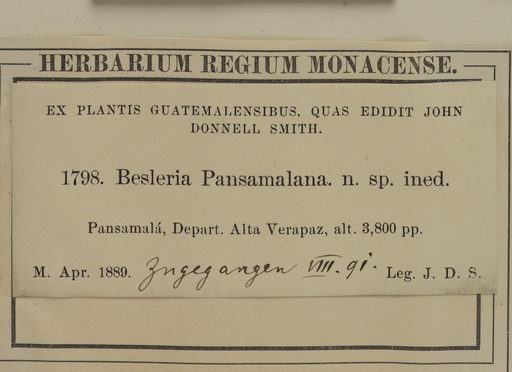 HERBARIUM REGIUM MONACENSE.
EX PLANTIS GUATEMALENSIBUS, QUAS EDIDIT JOHN
DONNELL SMITH.
1798. Besleria Pansamalana. n. sp. ined.
Pansamalá, Depart. Alta Verapaz, alt. 3,800 pp.
M. Apr. 1889. Zugegangen VIII. 91. Leg. J. D. S.